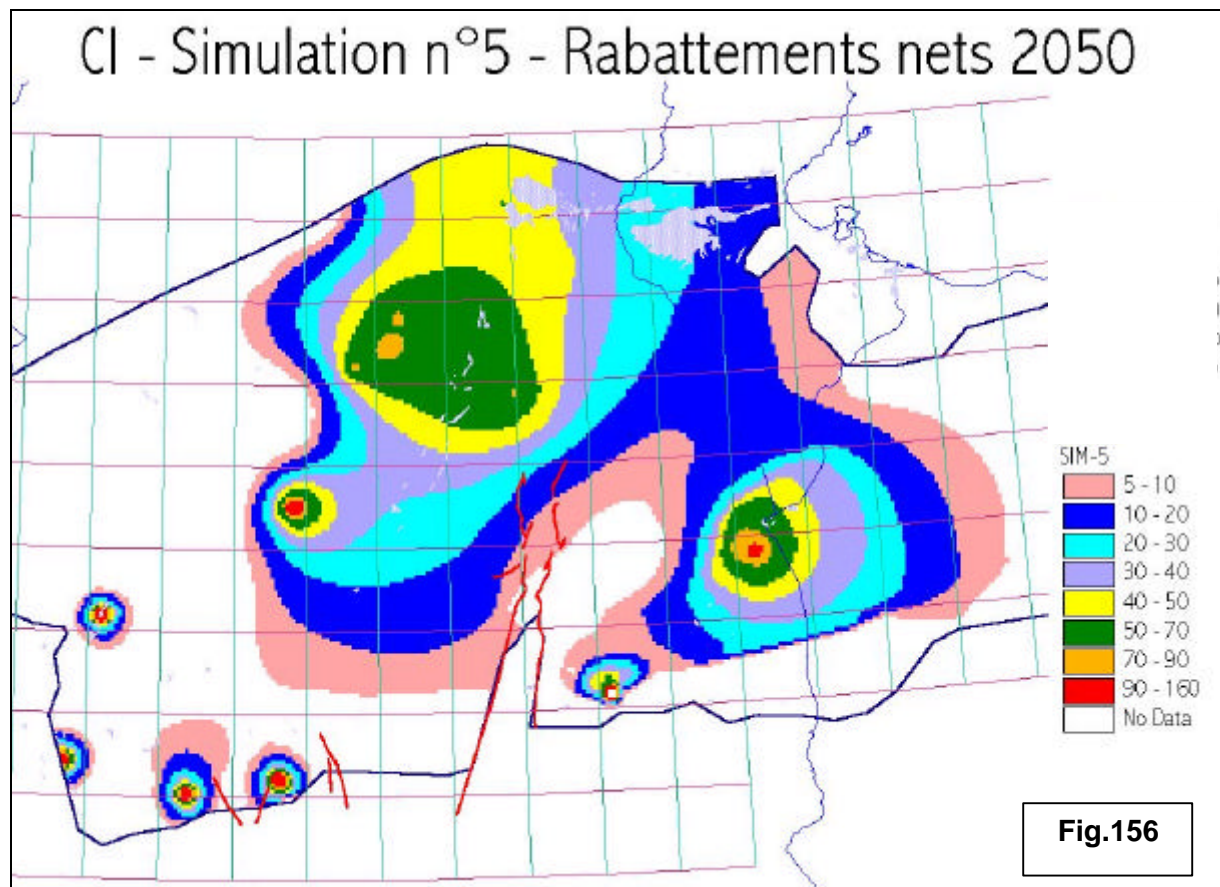 CI - Simulation n°5 - Rabattements nets 2050
SIM-5
5 - 10
10 - 20
20 - 30
30 - 40
40 - 50
50 - 70
70 - 90
90 - 160
No Data
Fig.156